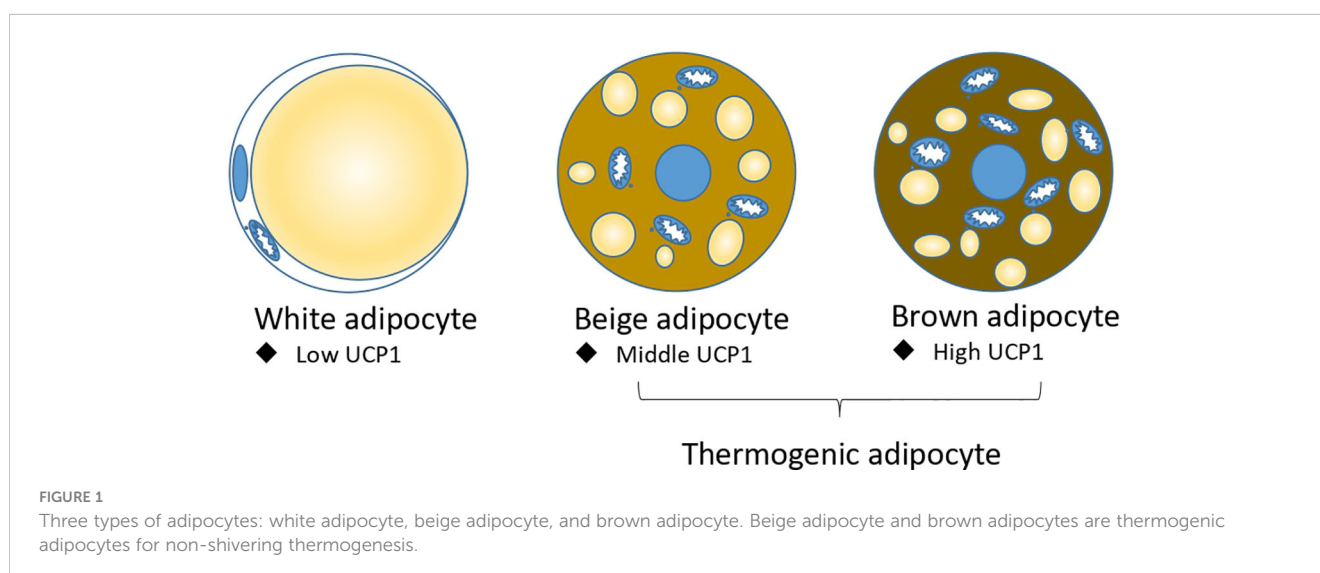 White adipocyte
◆ Low UCP1
Beige adipocyte
◆ Middle UCP1
Brown adipocyte
◆ High UCP1
Thermogenic adipocyte
FIGURE 1
Three types of adipocytes: white adipocyte, beige adipocyte, and brown adipocyte. Beige adipocyte and brown adipocytes are thermogenic
adipocytes for non-shivering thermogenesis.